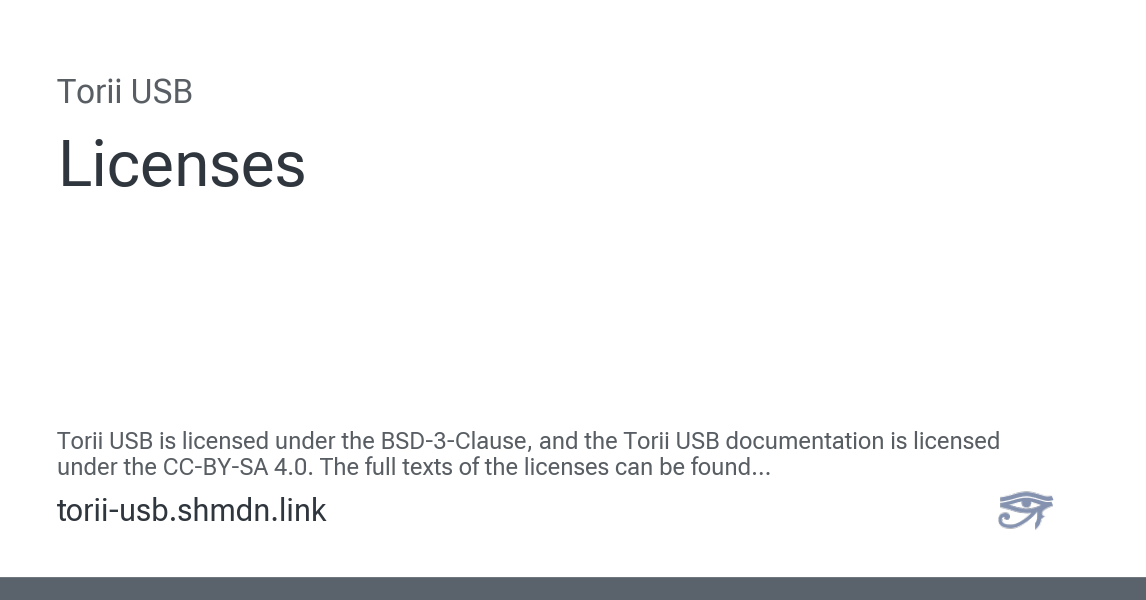 Torii USB
Licenses
Torii USB is licensed under the BSD-3-Clause, and the Torii USB documentation is licensed
under the CC-BY-SA 4.0. The full texts of the licenses can be found...
torii-usb.shmdn.link